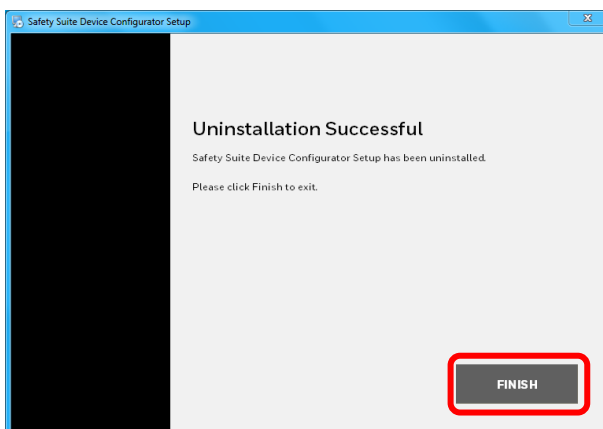 Safety Suite Device Configurator Setup
Uninstallation Successful
Safety Suite Device Configurator Setup has been uninstalled.
Please click Finish to exit.
FINISH